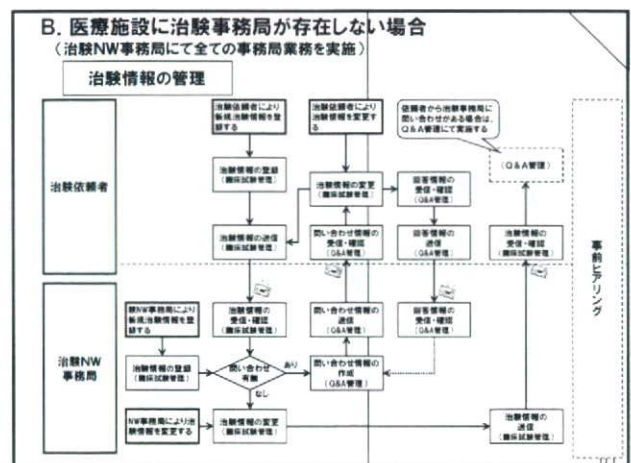 B．医療施設に治験事務局が存在しない場合
（治験NW事務局にて全ての事務局業務を実施）
治験情報の管理
治験依頼者により
新規治験情報を登
録する
治験依頼者により
治験情報を変更す
る
依頼者から治験事務局に
問い合わせがある場合は、
Q&A管理にて実施する
（Q&A管理）
治験依頼者
治験情報の登録
（臨床試験管理）
治験情報の変更
（臨床試験管理）
回答情報の
受信・確認
（Q&A管理）
治験情報の送信
（臨床試験管理）
問い合わせ情報の
受信・確認
（Q&A管理）
回答情報の
送信
（Q&A管理）
治験情報の
受信・確認
（臨床試験管理）
事前ヒアリング
治験NW
事務局
験NW事務局により
新規治験情報を登
録する
治験情報の
受信・確認
（臨床試験管理）
問い合わせ情報の
送信
（Q&A管理）
回答情報の
受信・確認
（Q&A管理）
治験情報の登録
（臨床試験管理）
問い合わせ
有無
あり
なし
問い合わせ情報の
作成
（Q&A管理）
NW事務局により治
験情報を変更する
治験情報の変更
（臨床試験管理）
治験情報の
送信
（臨床試験管理）